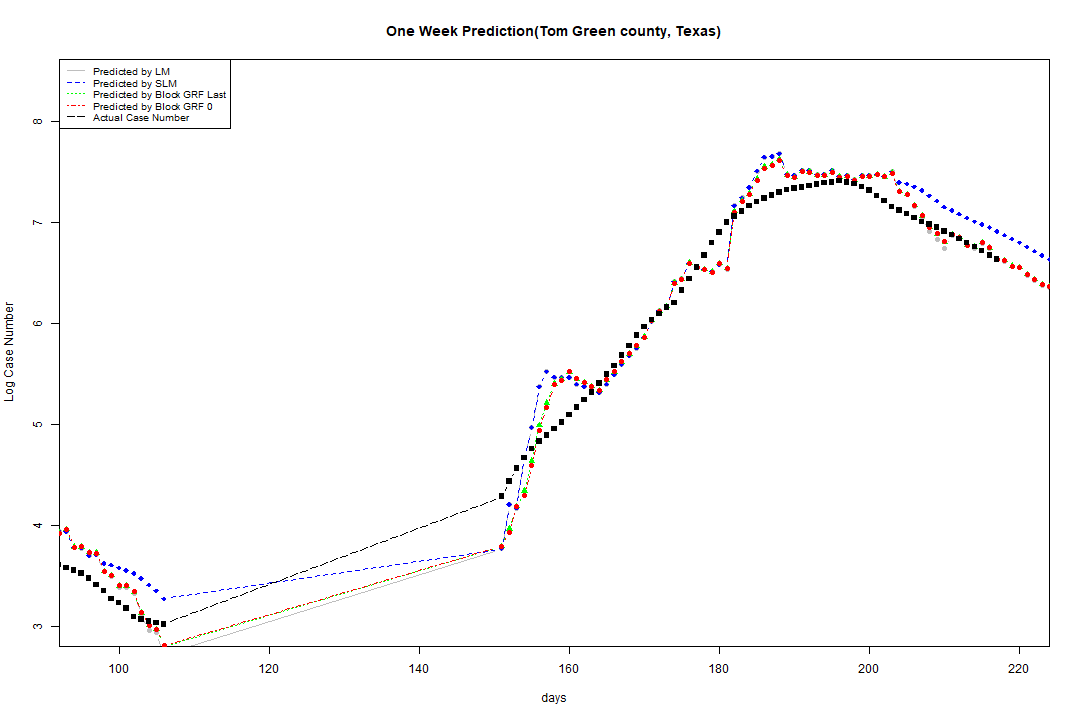 One Week Prediction(Tom Green county, Texas)
Predicted by LM
Predicted by SLM
Predicted by Block GRF Last
Predicted by Block GRF 0
Actual Case Number
Log Case Number
8
7
6
5
4
3
100 120 140 160 180 200 220
days